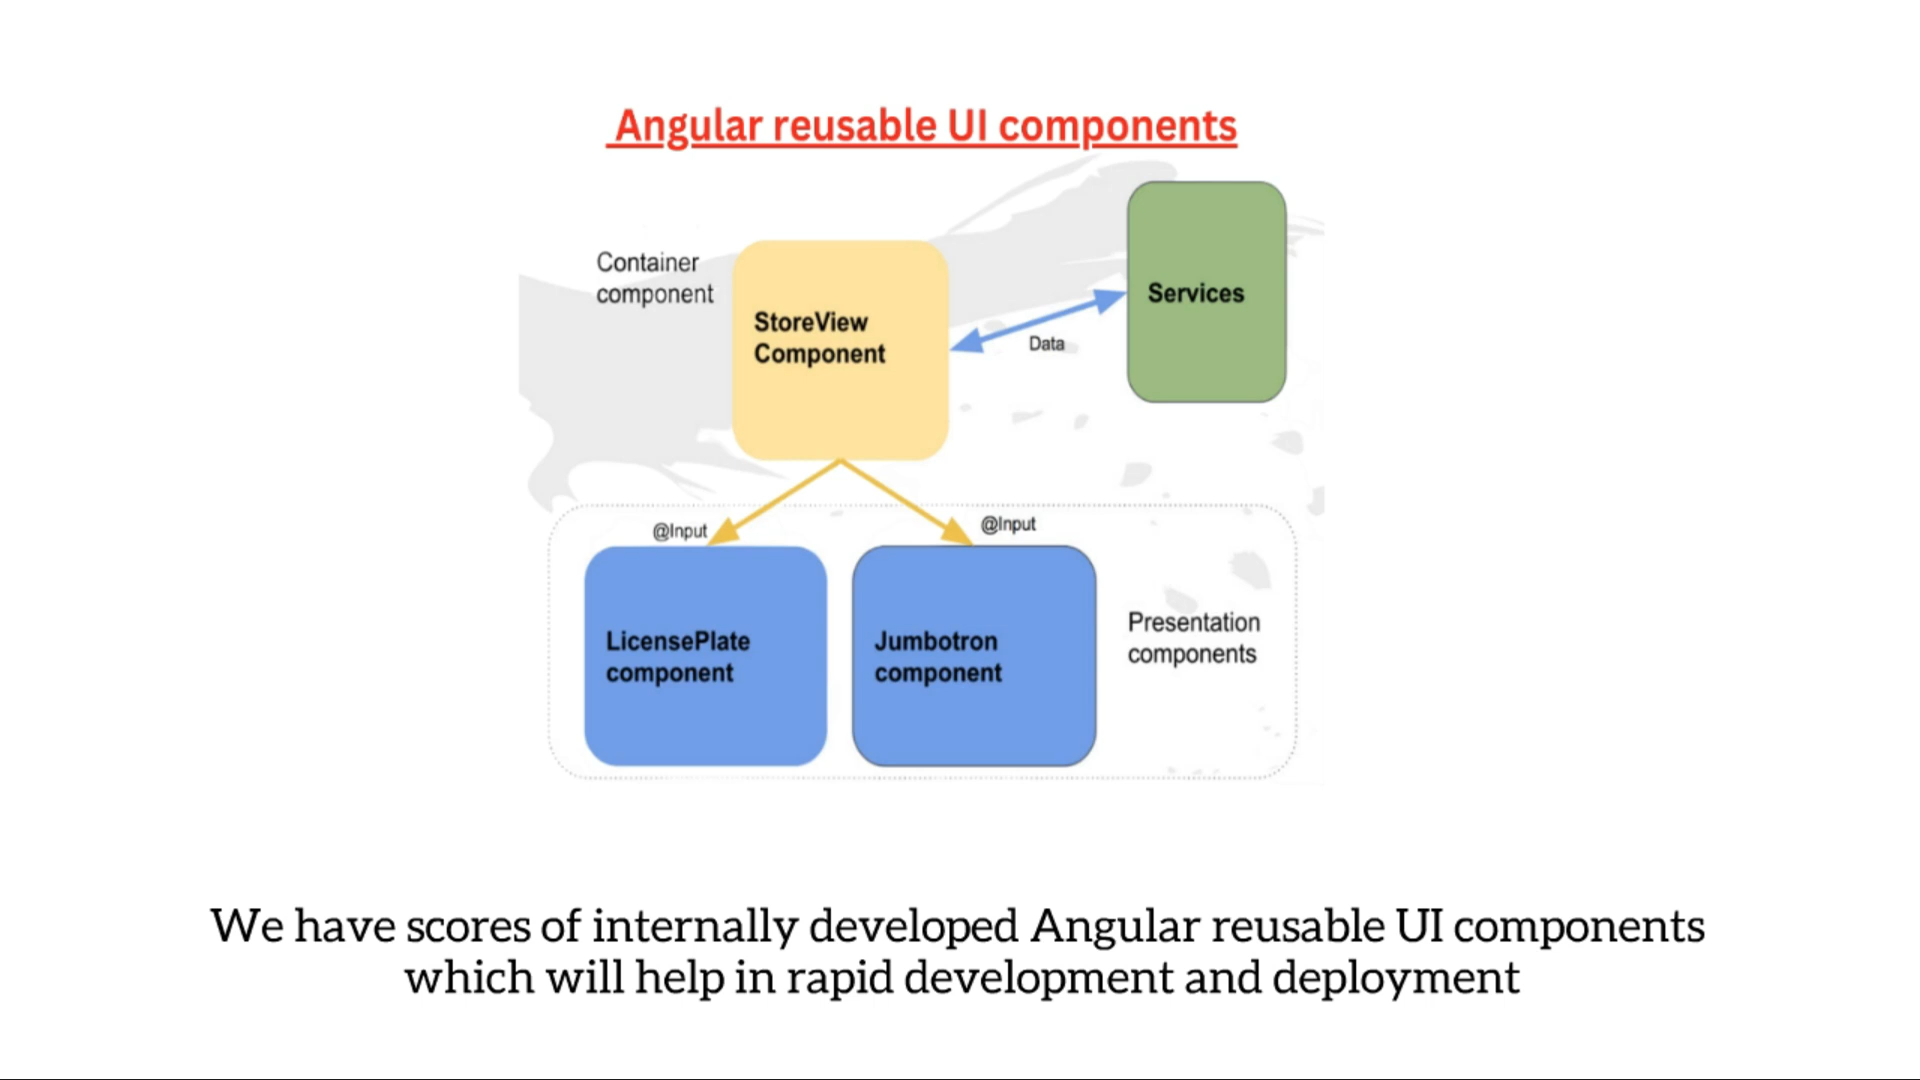 Angular reusable UI components
Container
component
StoreView
Component
Services
Data
@Input
@Input
LicensePlate
component
Jumbotron
component
Presentation
components
We have scores of internally developed Angular reusable UI components
which will help in rapid development and deployment